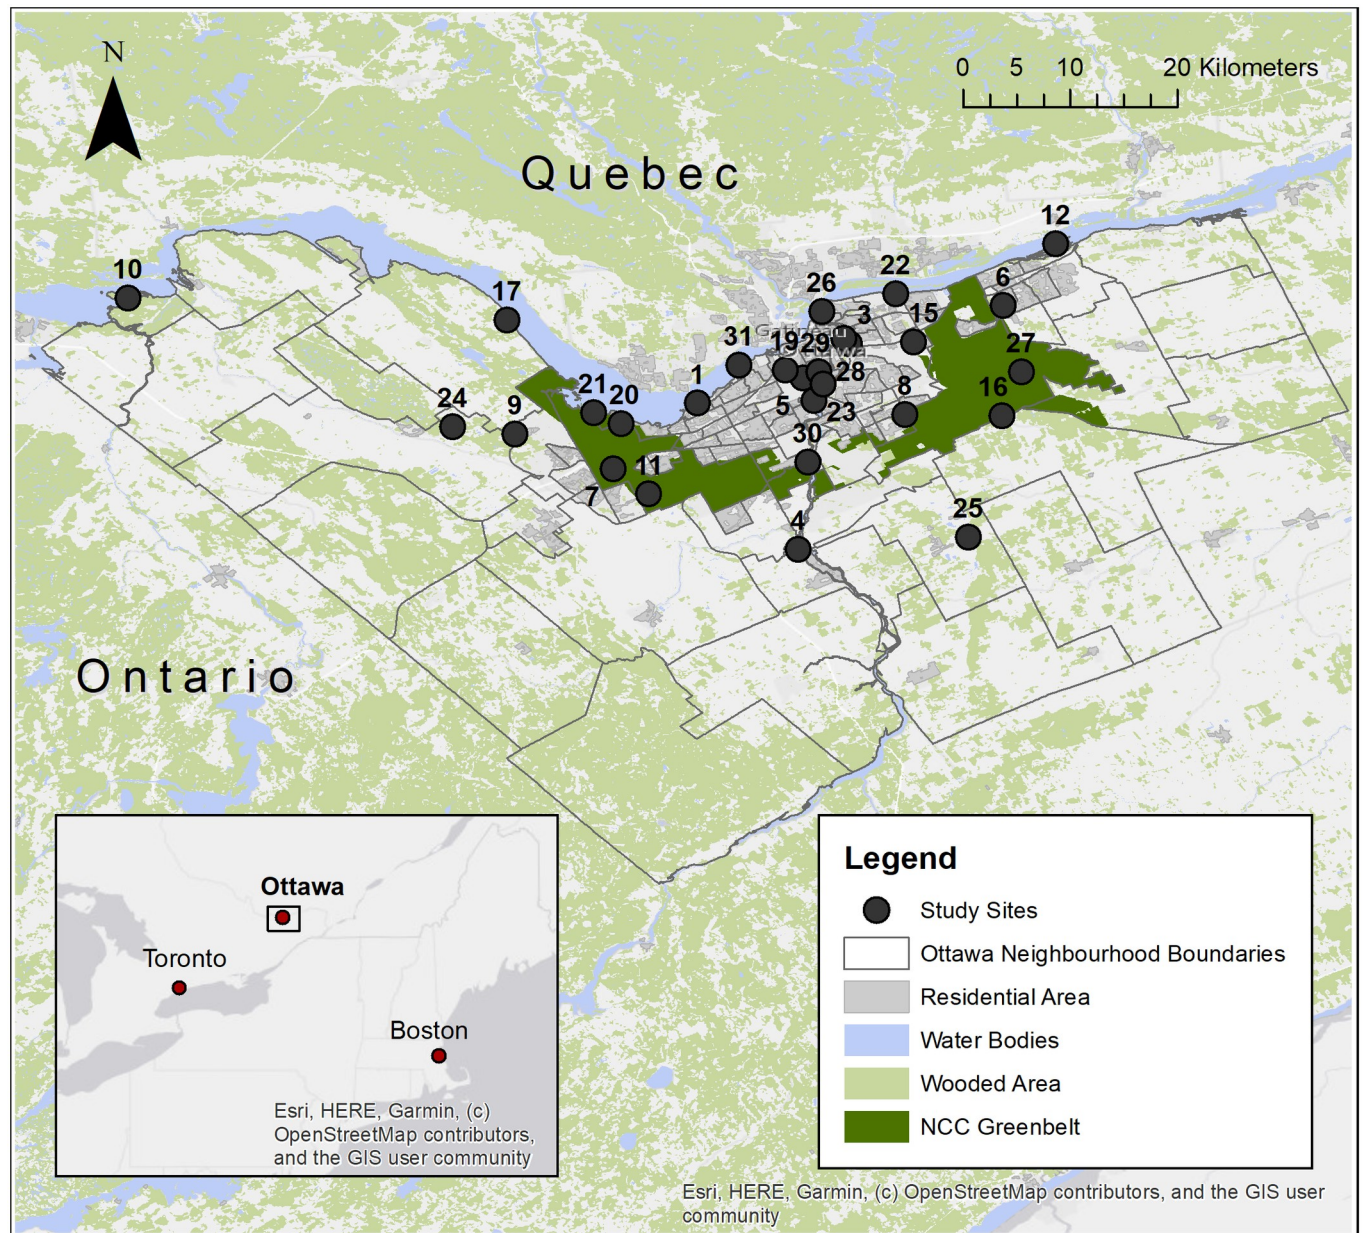 N
0 5 10 20 Kilometers
Quebec
12
10
17
22
26
6
3
15
Gatineau
Ottawa
31
19
29
27
1
28
21
20
24
9
5
23
8
16
30
11
7
25
4
Ontario
Ottawa
Toronto
Boston
Esri, HERE, Garmin, (c)
OpenStreetMap contributors,
and the GIS user community
Legend
Study Sites
Ottawa Neighbourhood Boundaries
Residential Area
Water Bodies
Wooded Area
NCC Greenbelt
Esri, HERE, Garmin, (c) OpenStreetMap contributors, and the GIS user
community